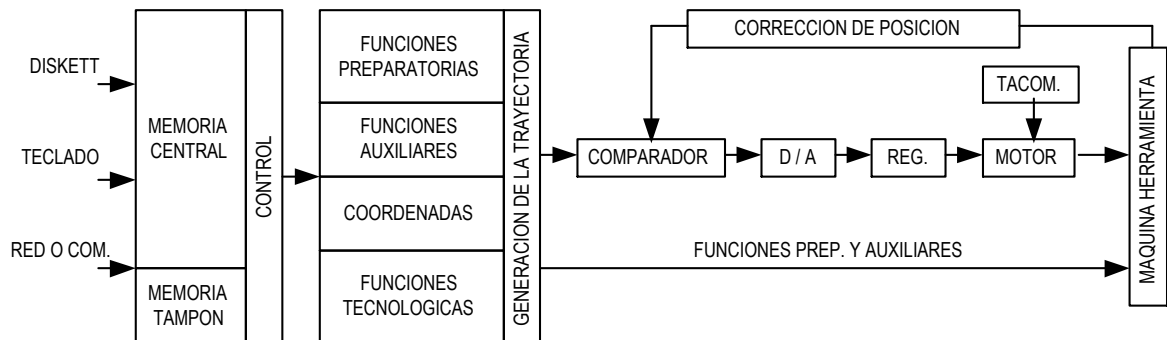 DISKETT
TECLADO
RED O COM.
MEMORIA
CENTRAL
MEMORIA
TAMPON
CONTROL
FUNCIONES
PREPARATORIAS
FUNCIONES
AUXILIARES
COORDENADAS
FUNCIONES
TECNOLOGICAS
GENERACION DE LA TRAYECTORIA
CORRECCION DE POSICION
TACOM.
COMPARADOR
D / A
REG.
MOTOR
FUNCIONES PREP. Y AUXILIARES
MAQUINA HERRAMIENTA